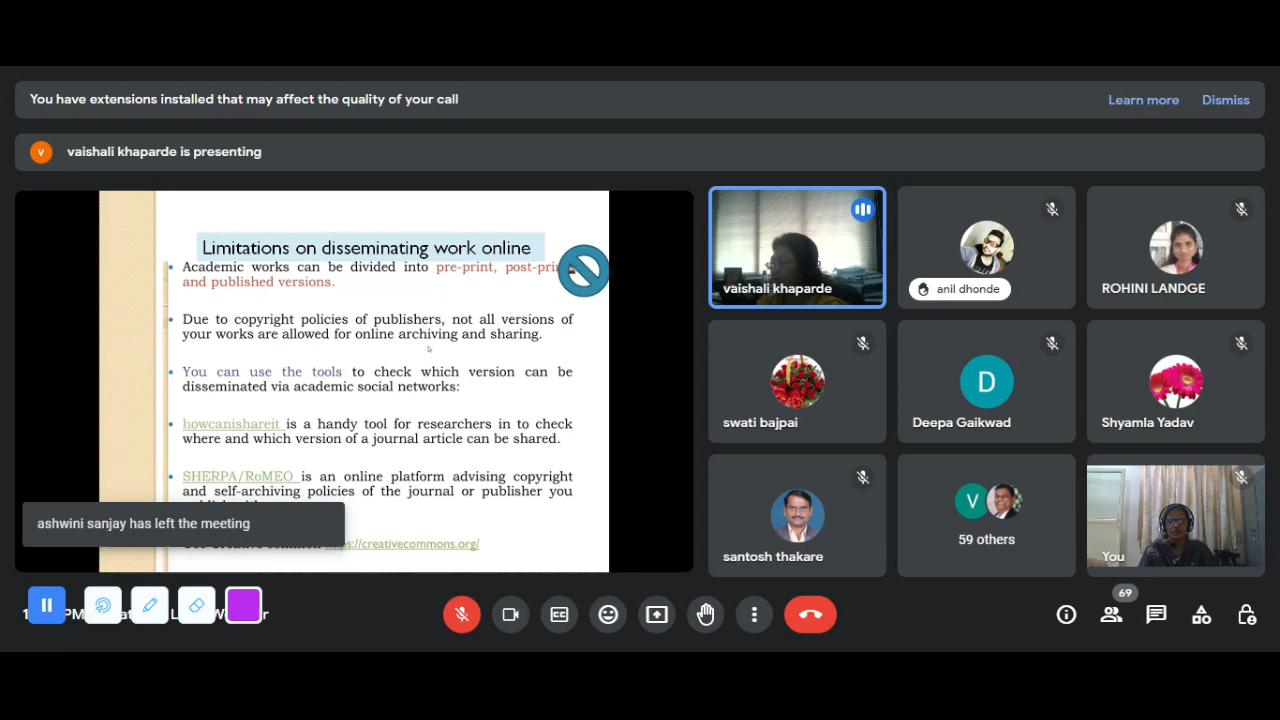 You have extensions installed that may affect the quality of your call
Learn more
Dismiss
V
vaishali khaparde is presenting
Limitations on disseminating work online
• Academic works can be divided into pre-print, post-print
and published versions.
• Due to copyright policies of publishers, not all versions of
your works are allowed for online archiving and sharing.
• You can use the tools to check which version can be
disseminated via academic social networks:
• howcanishareit is a handy tool for researchers in to check
where and which version of a journal article can be shared.
• SHERPA/RoMEO is an online platform advising copyright
and self-archiving policies of the journal or publisher you
https://creativecommons.org/
ashwini sanjay has left the meeting
vaishali khaparde
anil dhonde
ROHINI LANDGE
swati bajpai
D
Deepa Gaikwad
Shyamla Yadav
santosh thakare
V
59 others
You
PM
69